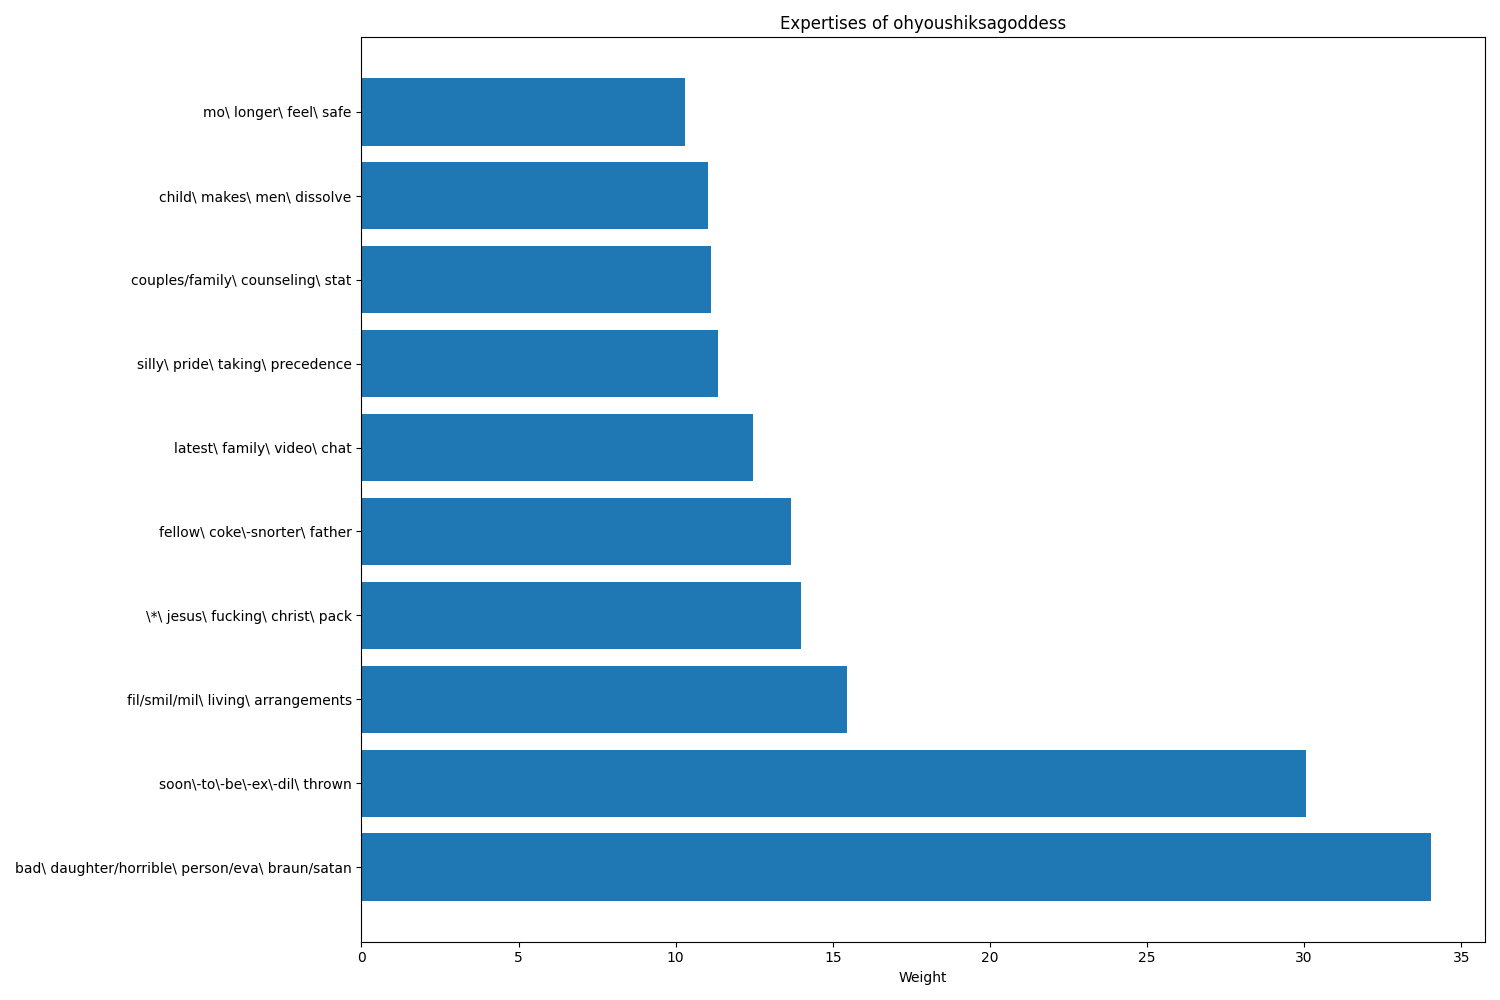 Expertises of ohyoushiksagoddess
mo\ longer\ feel\ safe
child\ makes\ men\ dissolve
couples/family\ counseling\ stat
silly\ pride\ taking\ precedence
latest\ family\ video\ chat
fellow\ coke\-snorter\ father
\*\ jesus\ fucking\ christ\ pack
fil/smil/mil\ living\ arrangements
soon\-to\-be\-ex\-dil\ thrown
bad\ daughter/horrible\ person/eva\ braun/satan
0 5 10 15 20 25 30 35
Weight